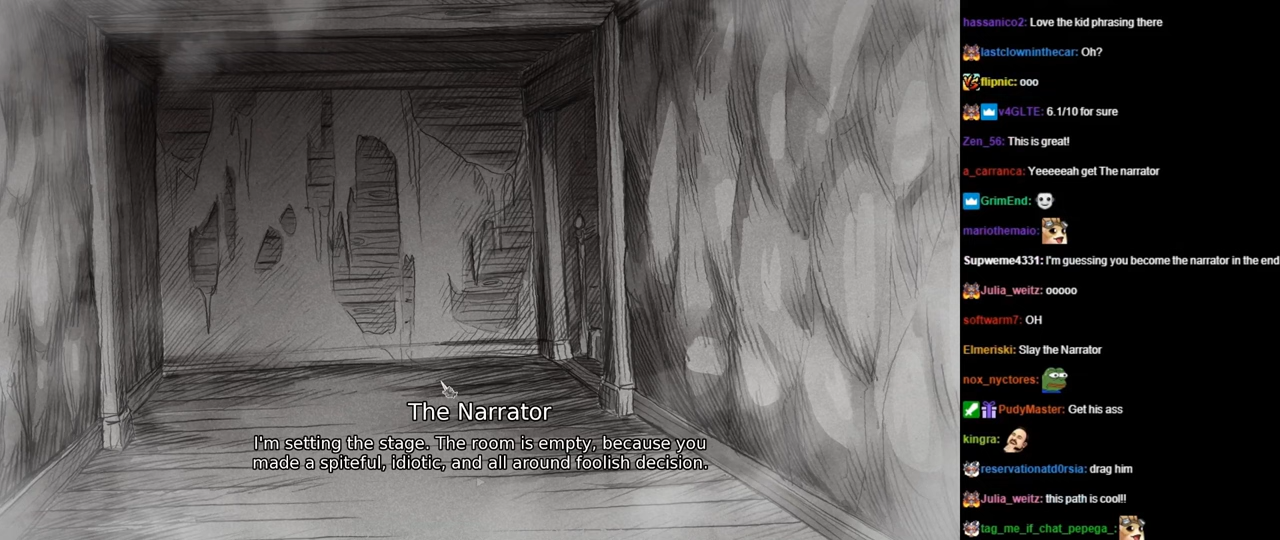 The Narrator
I'm setting the stage. The room is empty, because you
made a spiteful, idiotic, and all around foolish decision.
hassanico2: Love the kid phrasing there
lastclowninthecar: Oh?
flipnic: ooo
v4GLTE: 6.1/10 for sure
Zen_56: This is great!
a_carranca: Yeeeeeah get The narrator
GrimEnd:
mariothemaio:
Supweme4331: I'm guessing you become the narrator in the end
Julia_weitz: ooooo
softwarm7: OH
Elmeriski: Slay the Narrator
nox_nyctores:
PudyMaster: Get his ass
kingra:
reservationatd0rsia: drag him
Julia_weitz: this path is cool!!
tag_me_if_chat_pepega_: